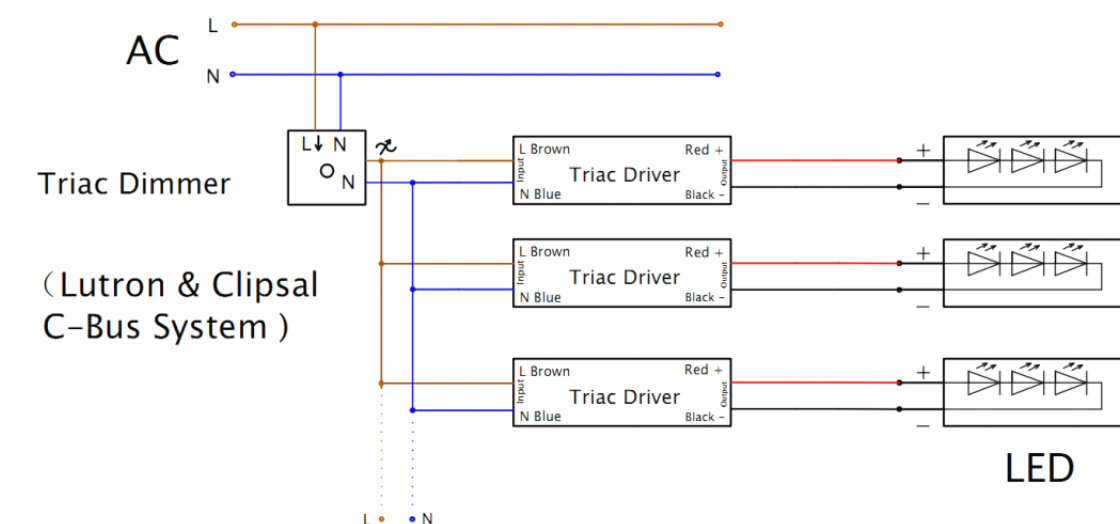 L
AC
N
L↓ N
N
Triac Dimmer
（Lutron & Clipsal
C-Bus System )
L Brown
Red +
Input
Triac Driver
Output
N Blue
Black -
+
-
L Brown
Red +
Input
Triac Driver
Output
N Blue
Black -
+
-
L Brown
Red +
Input
Triac Driver
Output
N Blue
Black -
+
-
LED
L
N